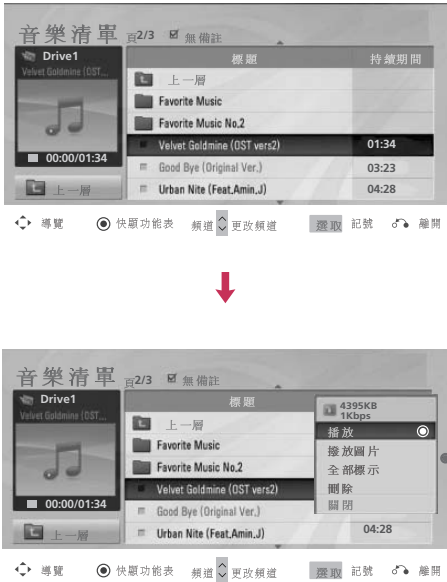 音樂清單 頁2/3 無備註
Drive1
Velvet Goldmine (OST...
00:00/01:34
上一層
標題 持續期間
上一層
Favorite Music
Favorite Music No.2
Velvet Goldmine (OST vers2) 01:34
Good Bye (Original Ver.) 03:23
Urban Nite (Feat.Amin.J) 04:28
導覽 快顯功能表 頻道 更改頻道 選取 記號 離開
音樂清單 頁2/3 無備註
Drive1
Velvet Goldmine (OST...
00:00/01:34
上一層
標題
上一層
Favorite Music
Favorite Music No.2
Velvet Goldmine (OST vers2)
Good Bye (Original Ver.)
Urban Nite (Feat.Amin.J) 04:28
4395KB
1Kbps
播放
撥放圖片
全部標示
刪除
關閉
導覽 快顯功能表 頻道 更改頻道 選取 記號 離開